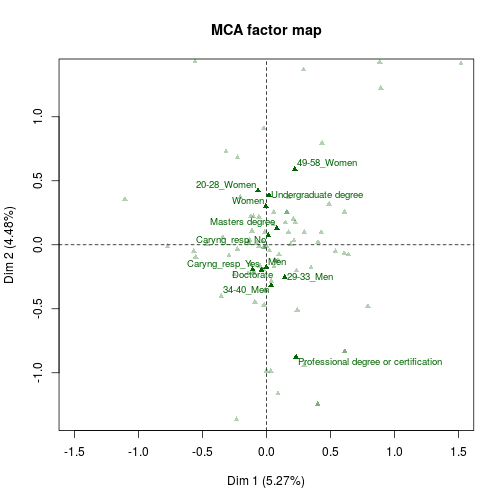 MCA factor map
Dim 2 (4.48%)
1.0
0.5
0.0
-0.5
-1.0
49-58_Women
20-28_Women
Undergraduate degree
Women
Masters degree
Caryng_resp_No
Caryng_resp_Yes
Men
Doctorate
29-33_Men
34-40_Men
Professional degree or certification
-1.5 -1.0 -0.5 0.0 0.5 1.0 1.5
Dim 1 (5.27%)